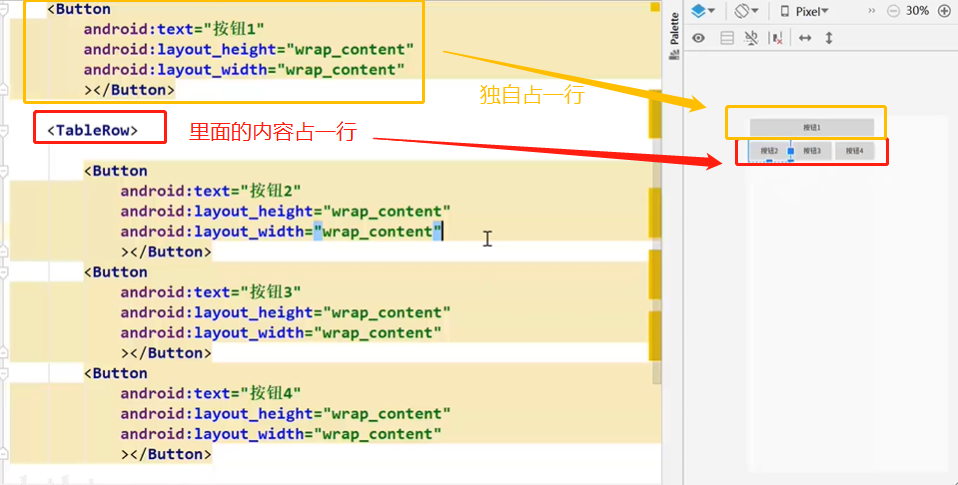 <Button
android:text="按钮1"
android:layout_height="wrap_content"
android:layout_width="wrap_content"
></Button>
独自占一行
<TableRow>
里面的内容占一行
<Button
android:text="按钮2"
android:layout_height="wrap_content"
android:layout_width="wrap_content"
></Button>
<Button
android:text="按钮3"
android:layout_height="wrap_content"
android:layout_width="wrap_content"
></Button>
<Button
android:text="按钮4"
android:layout_height="wrap_content"
android:layout_width="wrap_content"
></Button>
Palette
Pixel
30%
按钮1
按钮2 按钮3 按钮4